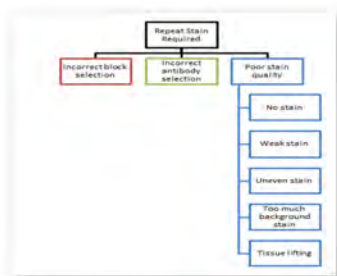 Repeat Stain
Required
Incorrect block
selection
Incorrect
antibody
selection
Poor stain
quality
No stain
Weak stain
Uneven stain
Too much
background
stain
Tissue lifting